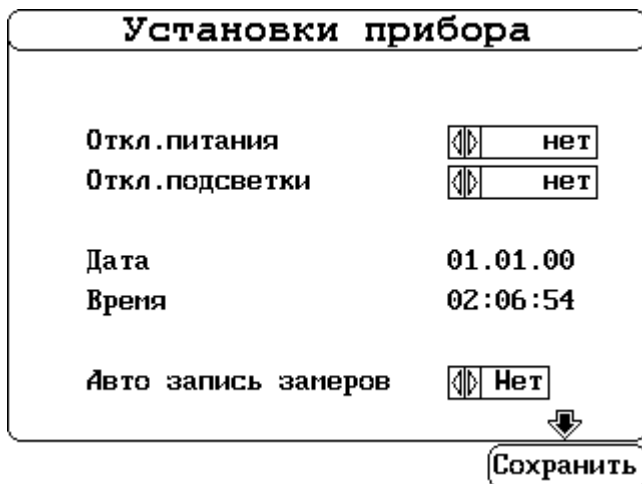 Установки прибора
Откл.питания нет
Откл.подсветки нет
Дата 01.01.00
Время 02:06:54
Авто запись замеров Нет
Сохранить